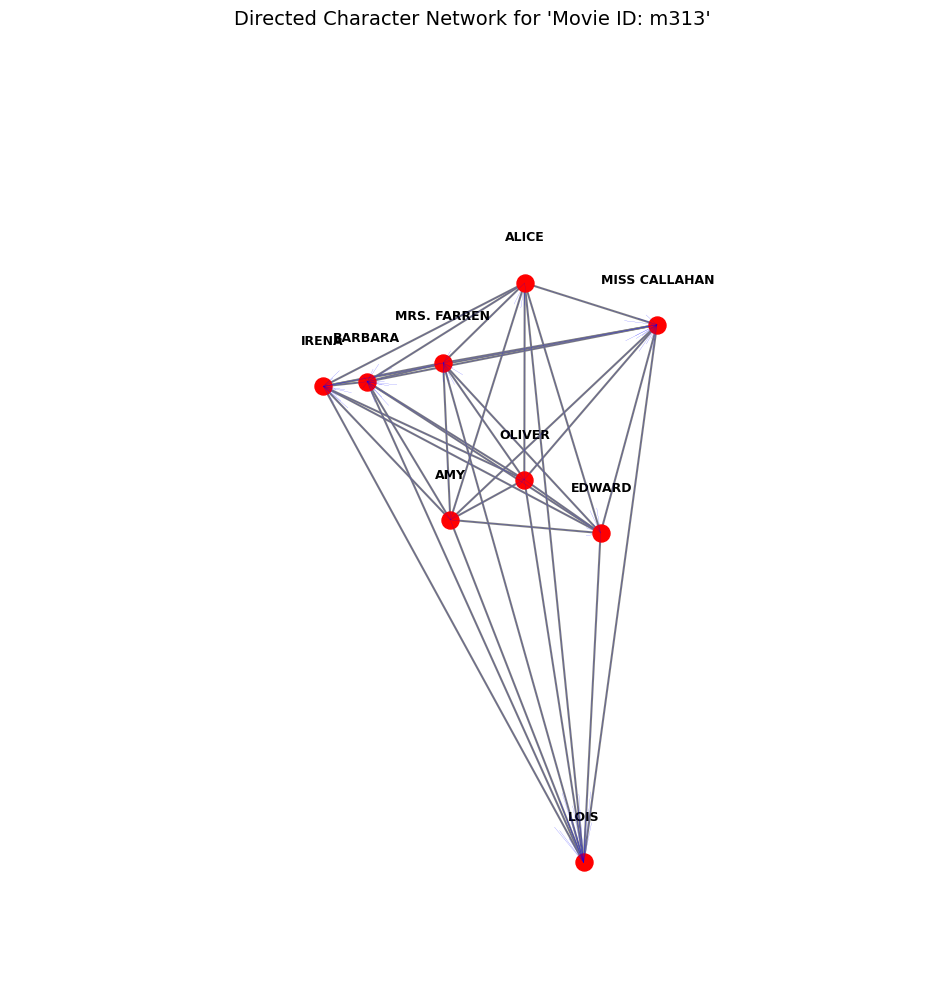 Directed Character Network for 'Movie ID: m313'
ALICE
MISS CALLAHAN
MRS. FARREN
IRENA
BARBARA
OLIVER
AMY
EDWARD
LOIS